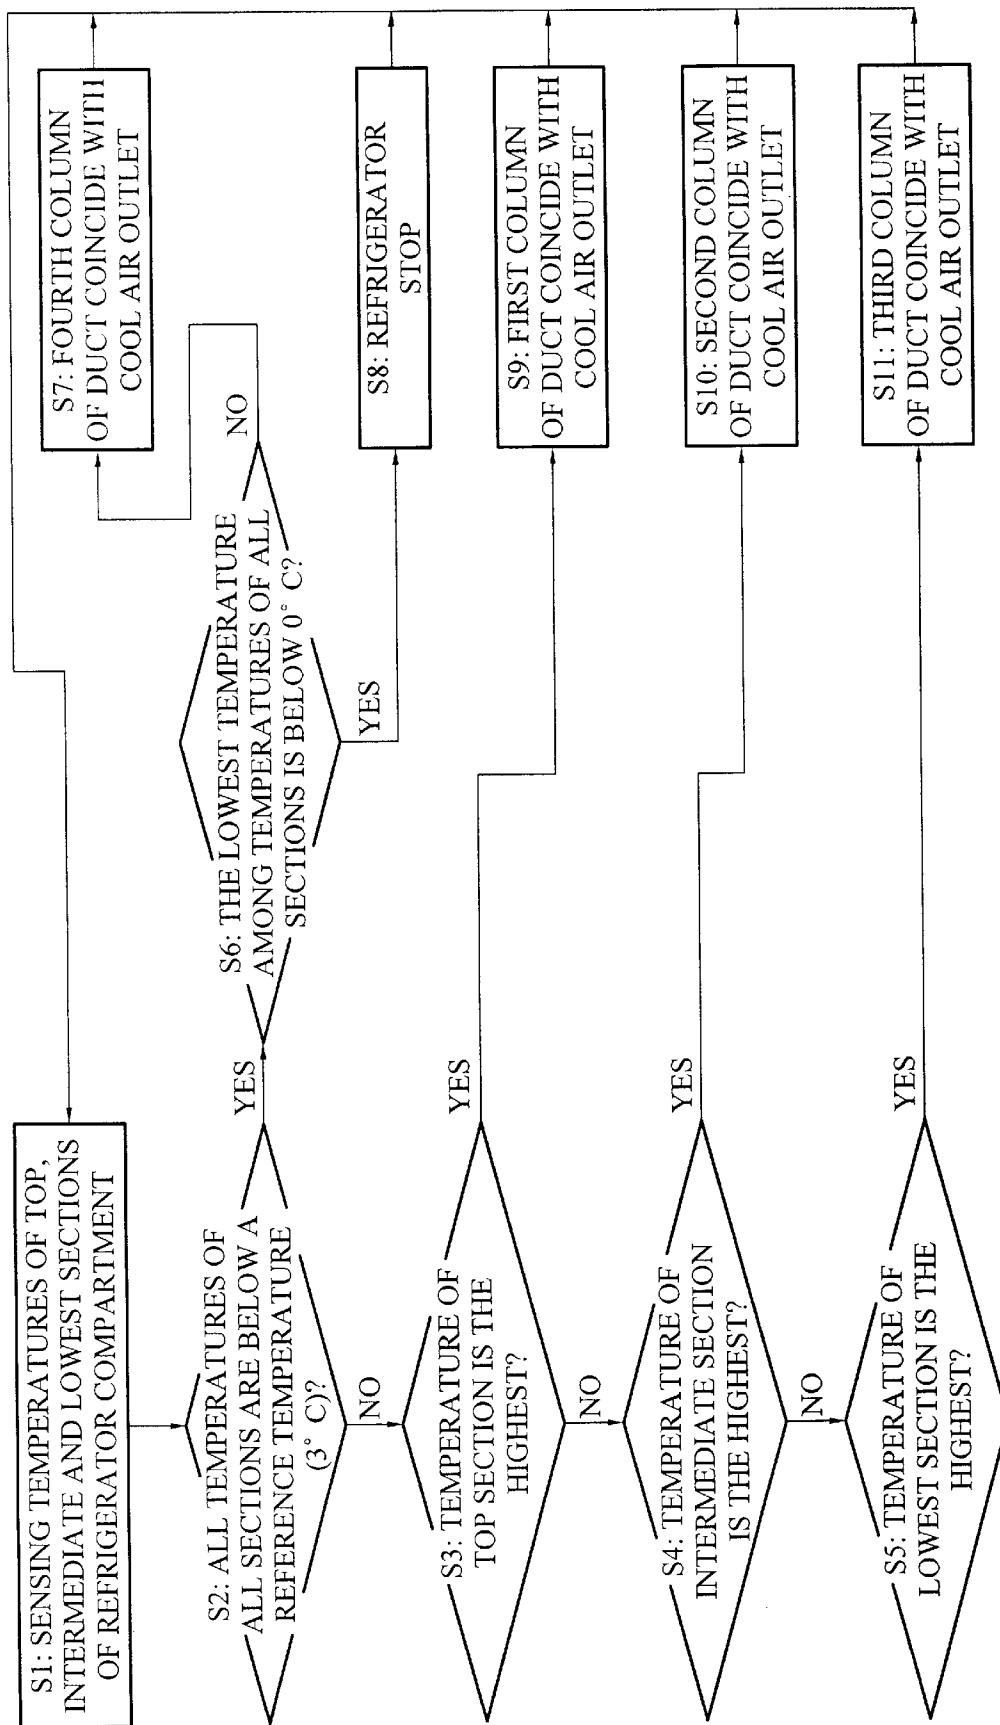 S1: SENSING TEMPERATURES OF TOP,
INTERMEDIATE AND LOWEST SECTIONS
OF REFRIGERATOR COMPARTMENT
S2: ALL TEMPERATURES OF
ALL SECTIONS ARE BELOW A
REFERENCE TEMPERATURE
(3° C)?
YES
NO
S6: THE LOWEST TEMPERATURE
AMONG TEMPERATURES OF ALL
SECTIONS IS BELOW 0° C?
NO
YES
S7: FOURTH COLUMN
OF DUCT COINCIDE WITH
COOL AIR OUTLET
S8: REFRIGERATOR
STOP
S3: TEMPERATURE OF
TOP SECTION IS THE
HIGHEST?
YES
NO
S9: FIRST COLUMN
OF DUCT COINCIDE WITH
COOL AIR OUTLET
S4: TEMPERATURE OF
INTERMEDIATE SECTION
IS THE HIGHEST?
YES
NO
S10: SECOND COLUMN
OF DUCT COINCIDE WITH
COOL AIR OUTLET
S5: TEMPERATURE OF
LOWEST SECTION IS THE
HIGHEST?
YES
S11: THIRD COLUMN
OF DUCT COINCIDE WITH
COOL AIR OUTLET